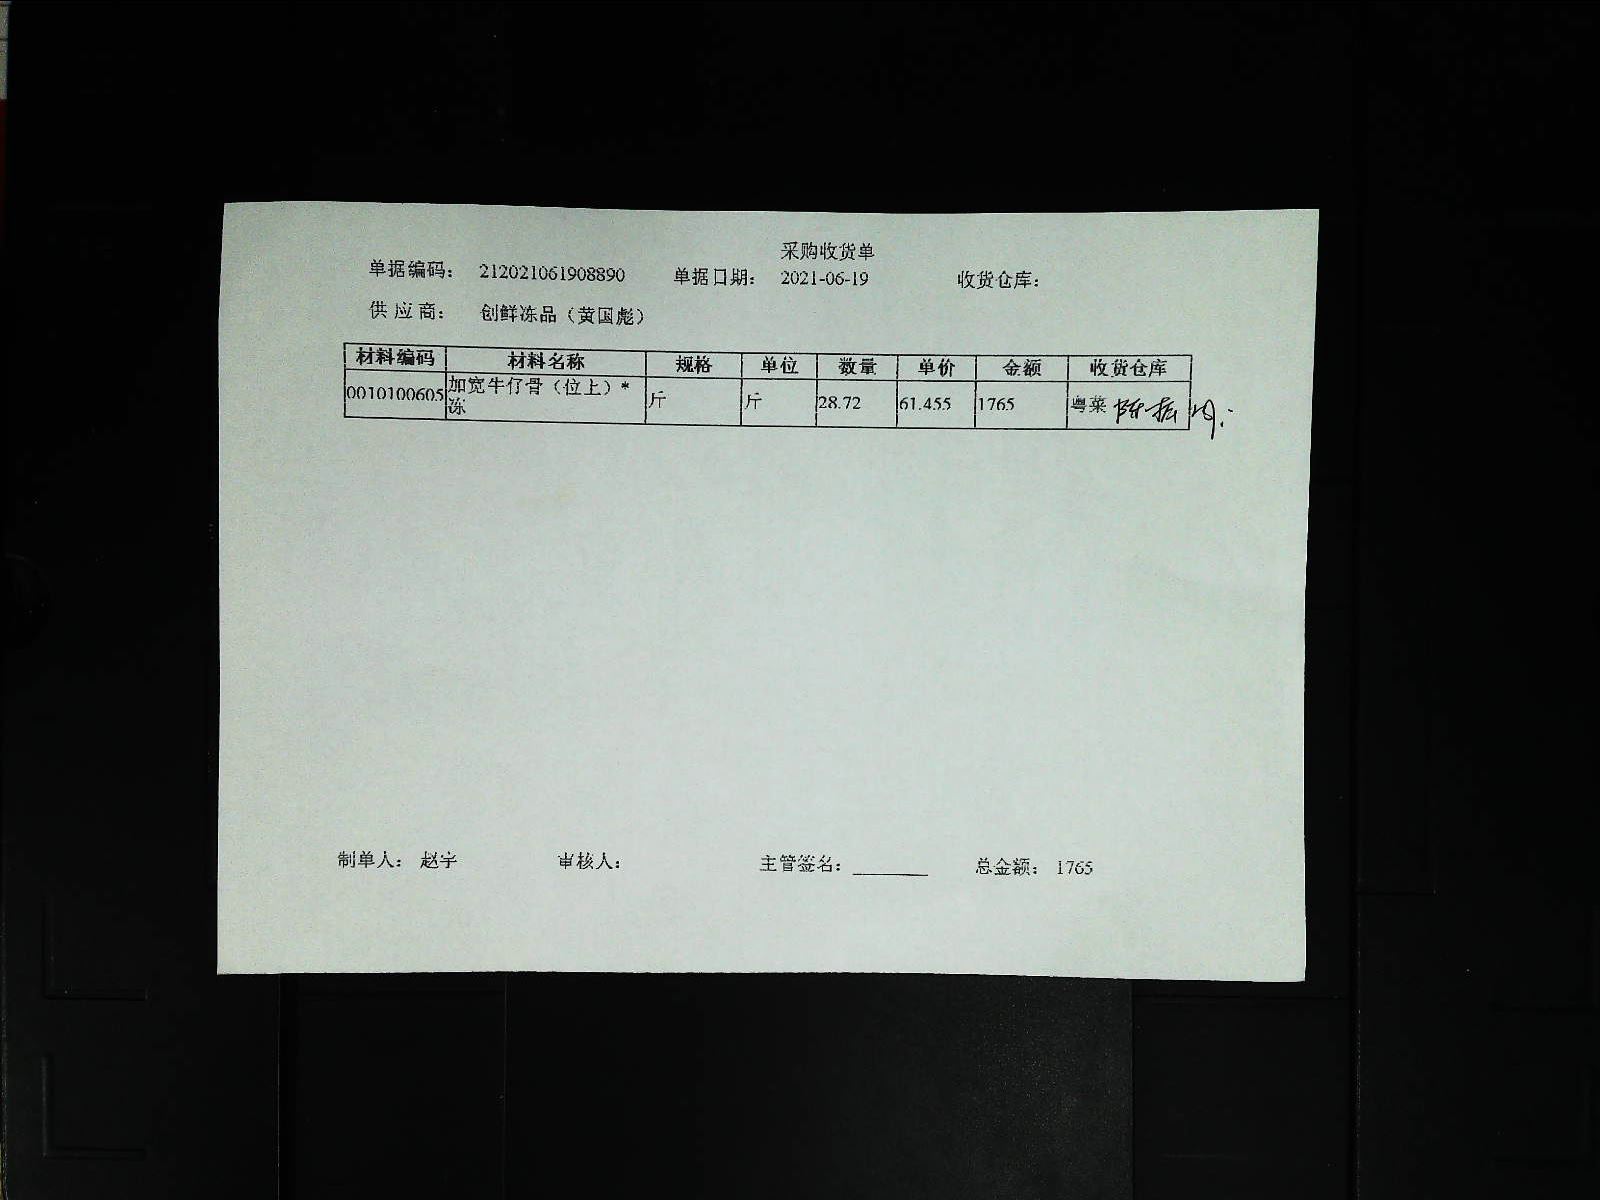 采购收货单
单据编码： 212021061908890 单据日期： 2021-06-19 收货仓库：
供 应 商： 创鲜冻品（黄国彪）
材料编码 材料名称 规格 单位 数量 单价 金额 收货仓库
0010100605 加宽牛仔骨（位上）*冻 斤 斤 28.72 61.455 1765 粤菜
制单人： 赵宇 审核人： 主管签名： 总金额： 1765